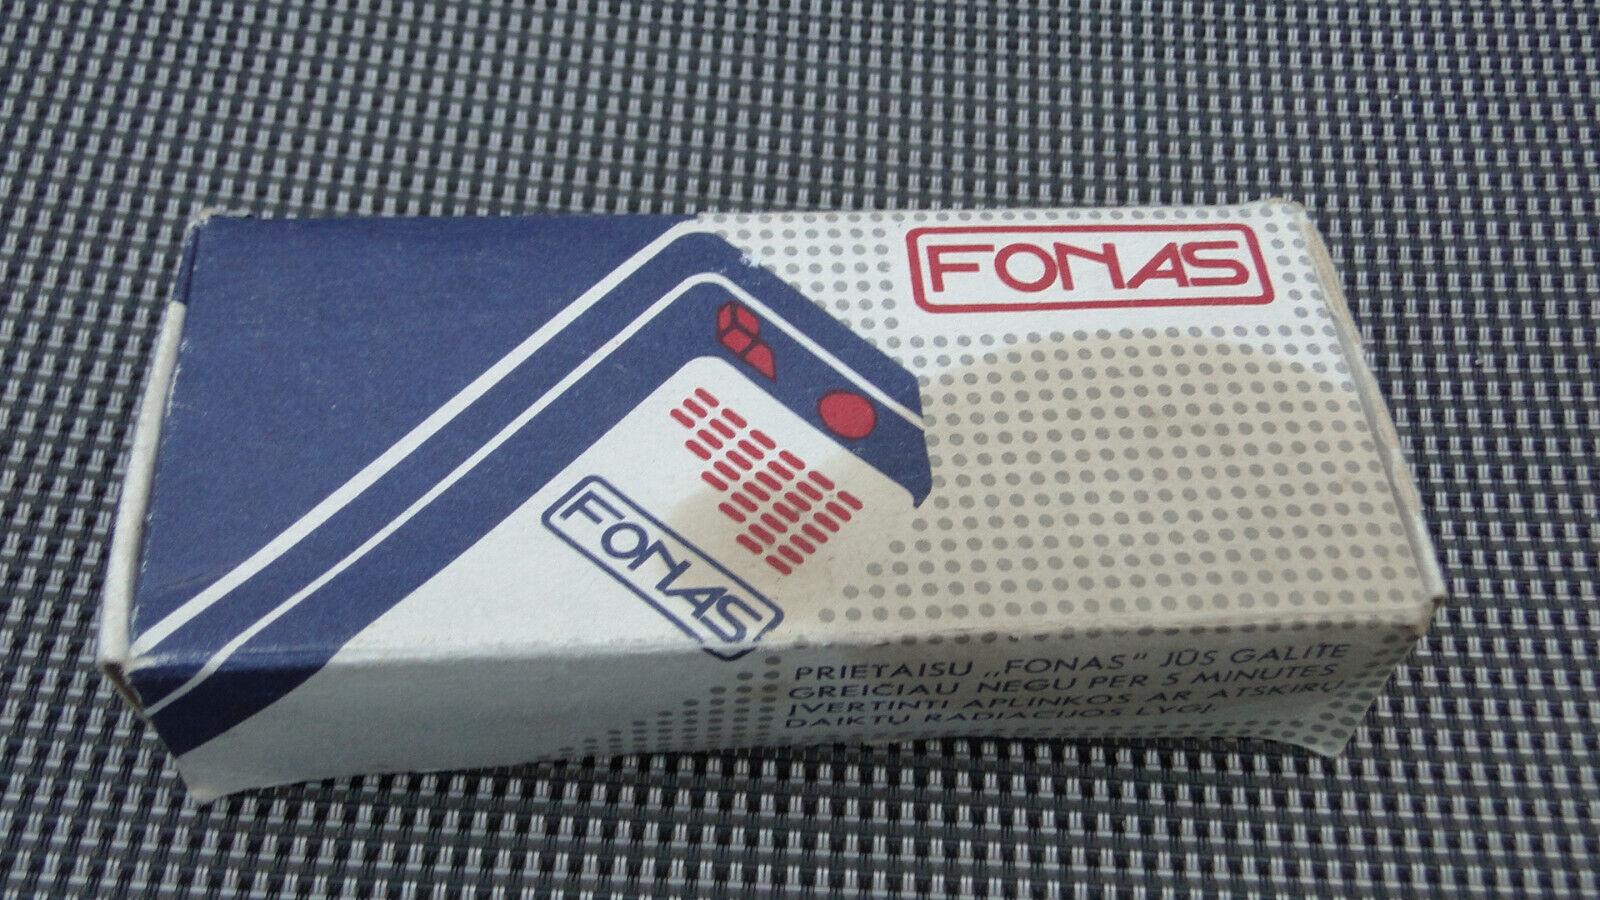 FONAS
FONAS
PRIETAISU „FONAS“ JŪS GALITE
GREIČIAU NEGU PER 5 MINUTES
ĮVERTINTI APLINKOS AR ATSKIRŲ
DAIKTŲ RADIACIJOS LYGĮ.